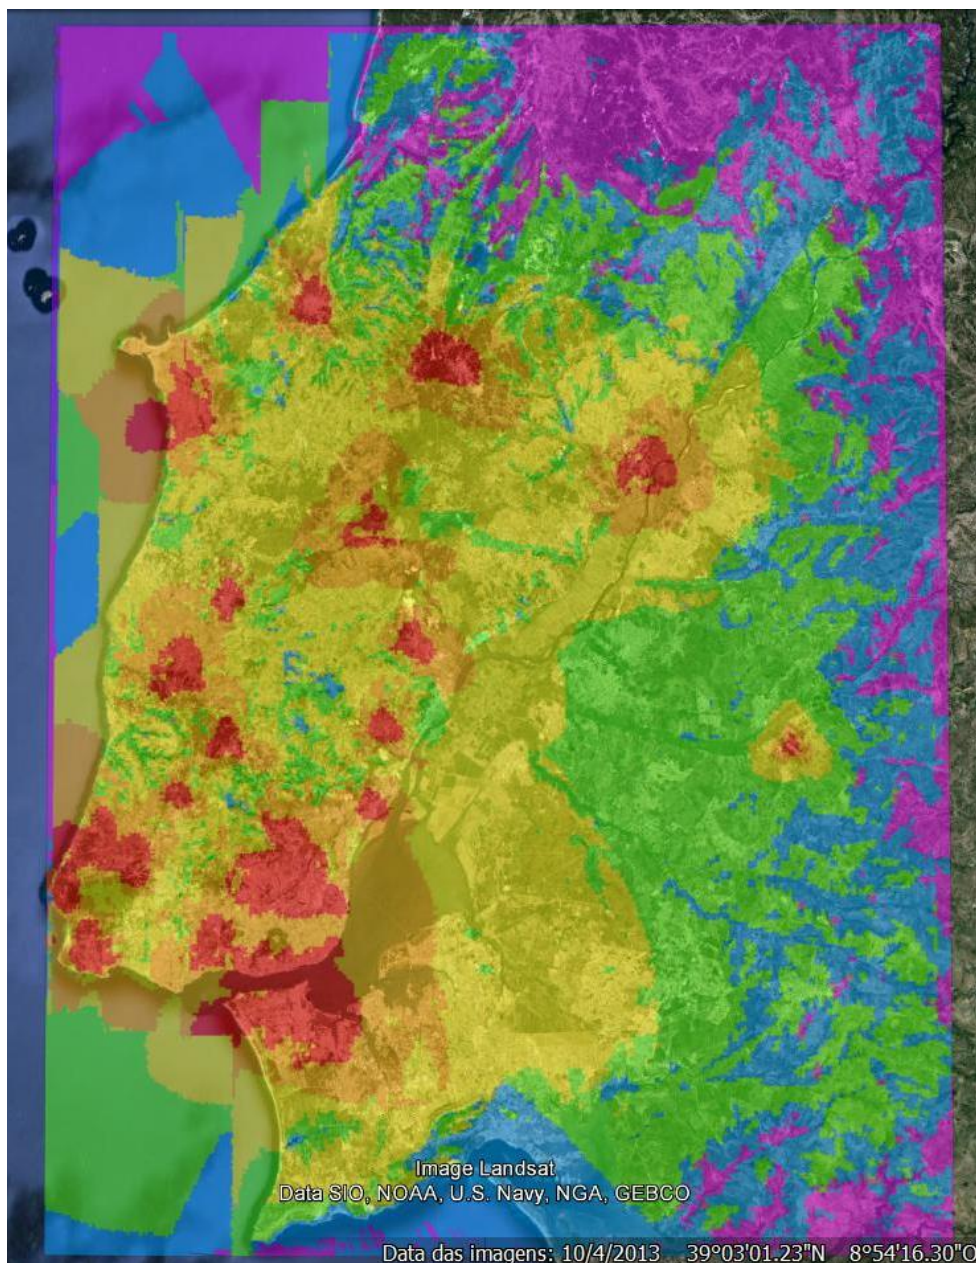 Image Landsat
Data SIO, NOAA, U.S. Navy, NGA, GEBCO
Data das imagens: 10/4/2013 39°03'01.23"N 8°54'16.30"O